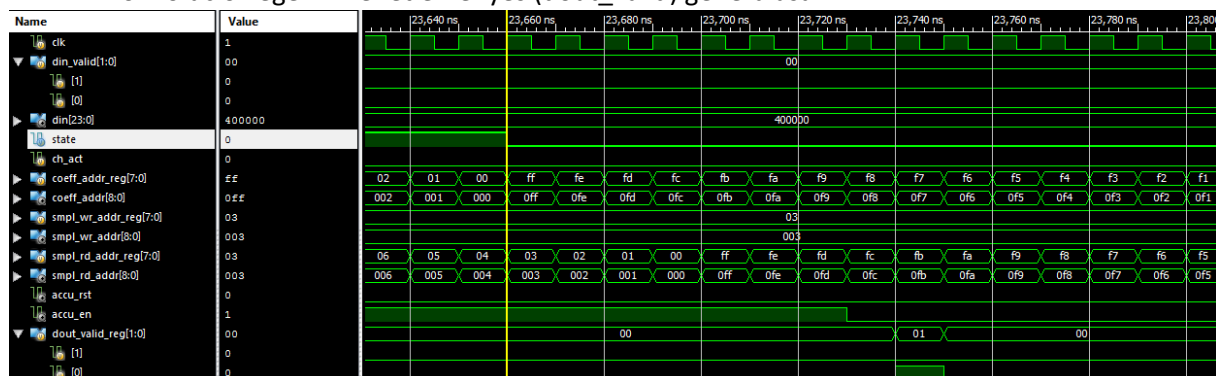 Name Value 23,640 ns 23,660 ns 23,680 ns 23,700 ns 23,720 ns 23,740 ns 23,760 ns 23,780 ns 23,80
clk 1
din_valid[1:0] 00 00
[1] 0
[0] 0
din[23:0] 400000 400000
state 0
ch_act 0
coeff_addr_reg[7:0] ff 02 01 00 ff fe fd fc fb fa f9 f8 f7 f6 f5 f4 f3 f2 f1
coeff_addr[8:0] 0ff 002 001 000 0ff 0fe 0fd 0fc 0fb 0fa 0f9 0f8 0f7 0f6 0f5 0f4 0f3 0f2 0f1
smpl_wr_addr_reg[7:0] 03 03
smpl_wr_addr[8:0] 003 003
smpl_rd_addr_reg[7:0] 03 06 05 04 03 02 01 00 ff fe fd fc fb fa f9 f8 f7 f6 f5
smpl_rd_addr[8:0] 003 006 005 004 003 002 001 000 0ff 0fe 0fd 0fc 0fb 0fa 0f9 0f8 0f7 0f6 0f5
accu_rst 0
accu_en 1
dout_valid_reg[1:0] 00 00 01 00
[1] 0
[0] 0